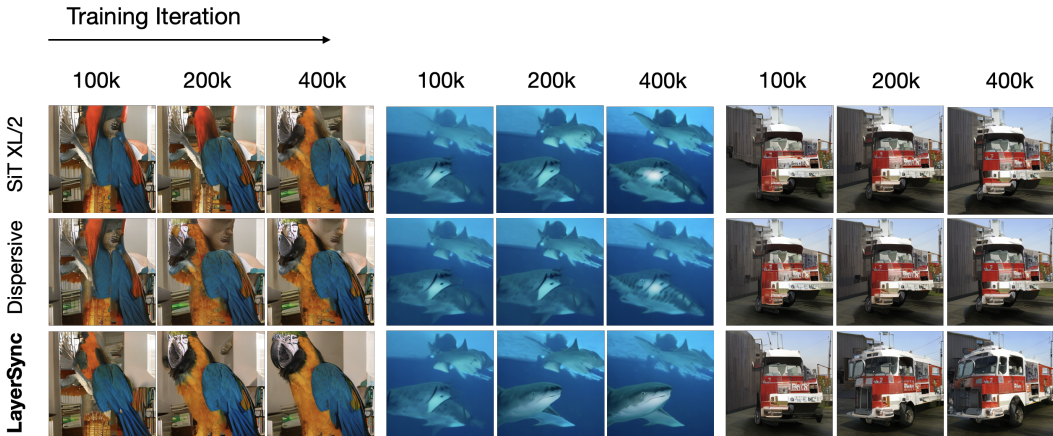 Training Iteration
100k 200k 400k 100k 200k 400k 100k 200k 400k
SiT XL/2
Dispersive
LayerSync